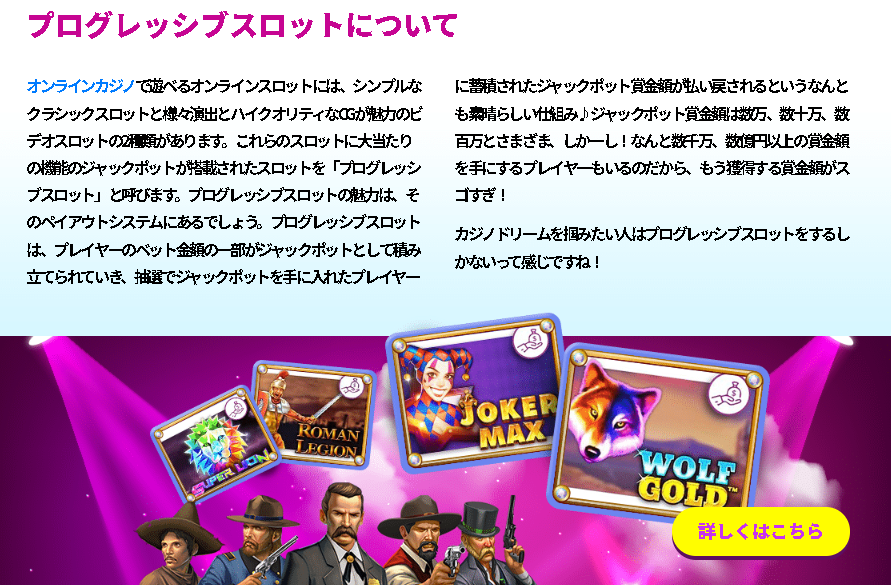 プログレッシブスロットについて
オンラインカジノで遊べるオンラインスロットには、シンプルな
クラシックスロットと様々演出とハイクオリティなCGが魅力のビ
デオスロットの2種類があります。これらのスロットに大当たり
の機能のジャックポットが搭載されたスロットを「プログレッシ
ブスロット」と呼びます。プログレッシブスロットの魅力は、そ
のペイアウトシステムにあるでしょう。プログレッシブスロット
は、プレイヤーのベット金額の一部がジャックポットとして積み
立てられていき、抽選でジャックポットを手に入れたプレイヤー
に蓄積されたジャックポット賞金額が払い戻されるというなんと
も素晴らしい仕組み♪ジャックポット賞金額は数万、数十万、数
百万とさまざま、しかーし！なんと数千万、数億円以上の賞金額
を手にするプレイヤーもいるのだから、もう獲得する賞金額がス
ゴすぎ！
カジノドリームを掴みたい人はプログレッシブスロットをするし
かないって感じですね！
SUPER LION
ROMAN
LEGION
JOKER
MAX
WOLF
GOLD™
詳しくはこちら